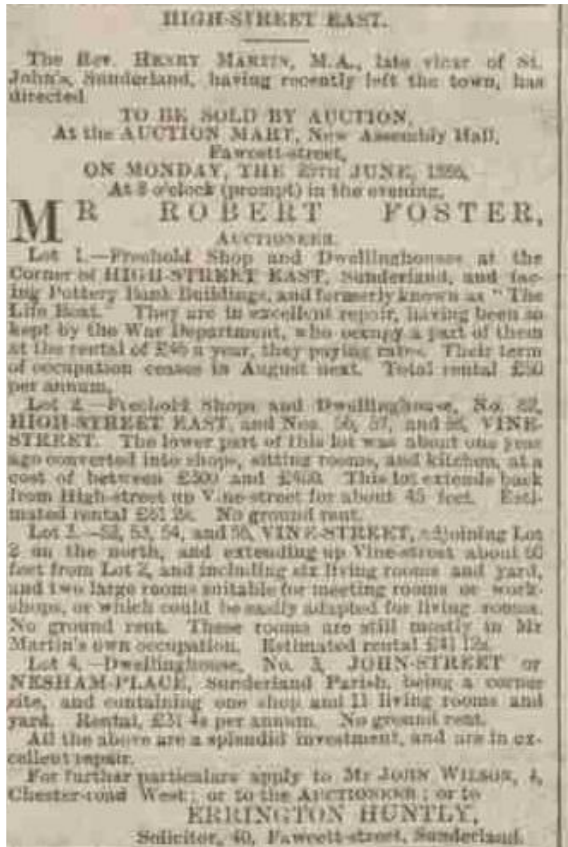 HIGH-STREET EAST.
The Rev. HENRY MARTIN, M.A., late vicar of St.
John's, Sunderland, having recently left the town, has
directed
TO BE SOLD BY AUCTION,
At the AUCTION MART, New Assembly Hall,
Fawcett-street,
ON MONDAY, THE 25TH JUNE,
At 8 o'clock (prompt) in the evening,
MR ROBERT FOSTER,
AUCTIONEER.
Lot 1.—Freehold Shop and Dwellinghouses at the
Corner of HIGH-STREET EAST, Sunderland, and fac-
ing Pottery Bank Buildings, and formerly known as "The
Life Boat." They are in excellent repair, having been so
kept by the War Department, who occupy a part of them
at the rental of a year, they paying rates. Their term
of occupation ceases in August next. Total rental
per annum.
Lot 2.—Freehold Shops and Dwellinghouse, No.
HIGH-STREET EAST, and Nos. 56, 57, and VINE-
STREET. The lower part of this lot was about one year
ago converted into shops, sitting rooms, and kitchen, at a
cost of between £300 and This lot extends back
from High-street up Vine-street for about 45 feet. Esti-
mated rental No ground rent.
Lot 3.—52, 53, 54, and 55, VINE-STREET, adjoining Lot
2 on the north, and extending up Vine-street about
feet from Lot 2, and including six living rooms and yard,
and two large rooms suitable for meeting rooms or work-
shops, or which could be easily adapted for living rooms.
No ground rent. These rooms are still mostly in Mr
Martin's own occupation. Estimated rental £41 12s.
Lot 4.—Dwellinghouse, No. 3, JOHN-STREET or
NESHAM-PLACE, Sunderland Parish, being a corner
site, and containing one shop and 11 living rooms and
yard. Rental, £31 4s per annum. No ground rent.
All the above are a splendid investment, and are in ex-
cellent repair.
For further particulars apply to Mr JOHN WILSON,
Chester-road West; or to the AUCTIONEER; or to
ERRINGTON HUNTLY,
Solicitor, 40, Fawcett-street, Sunderland.